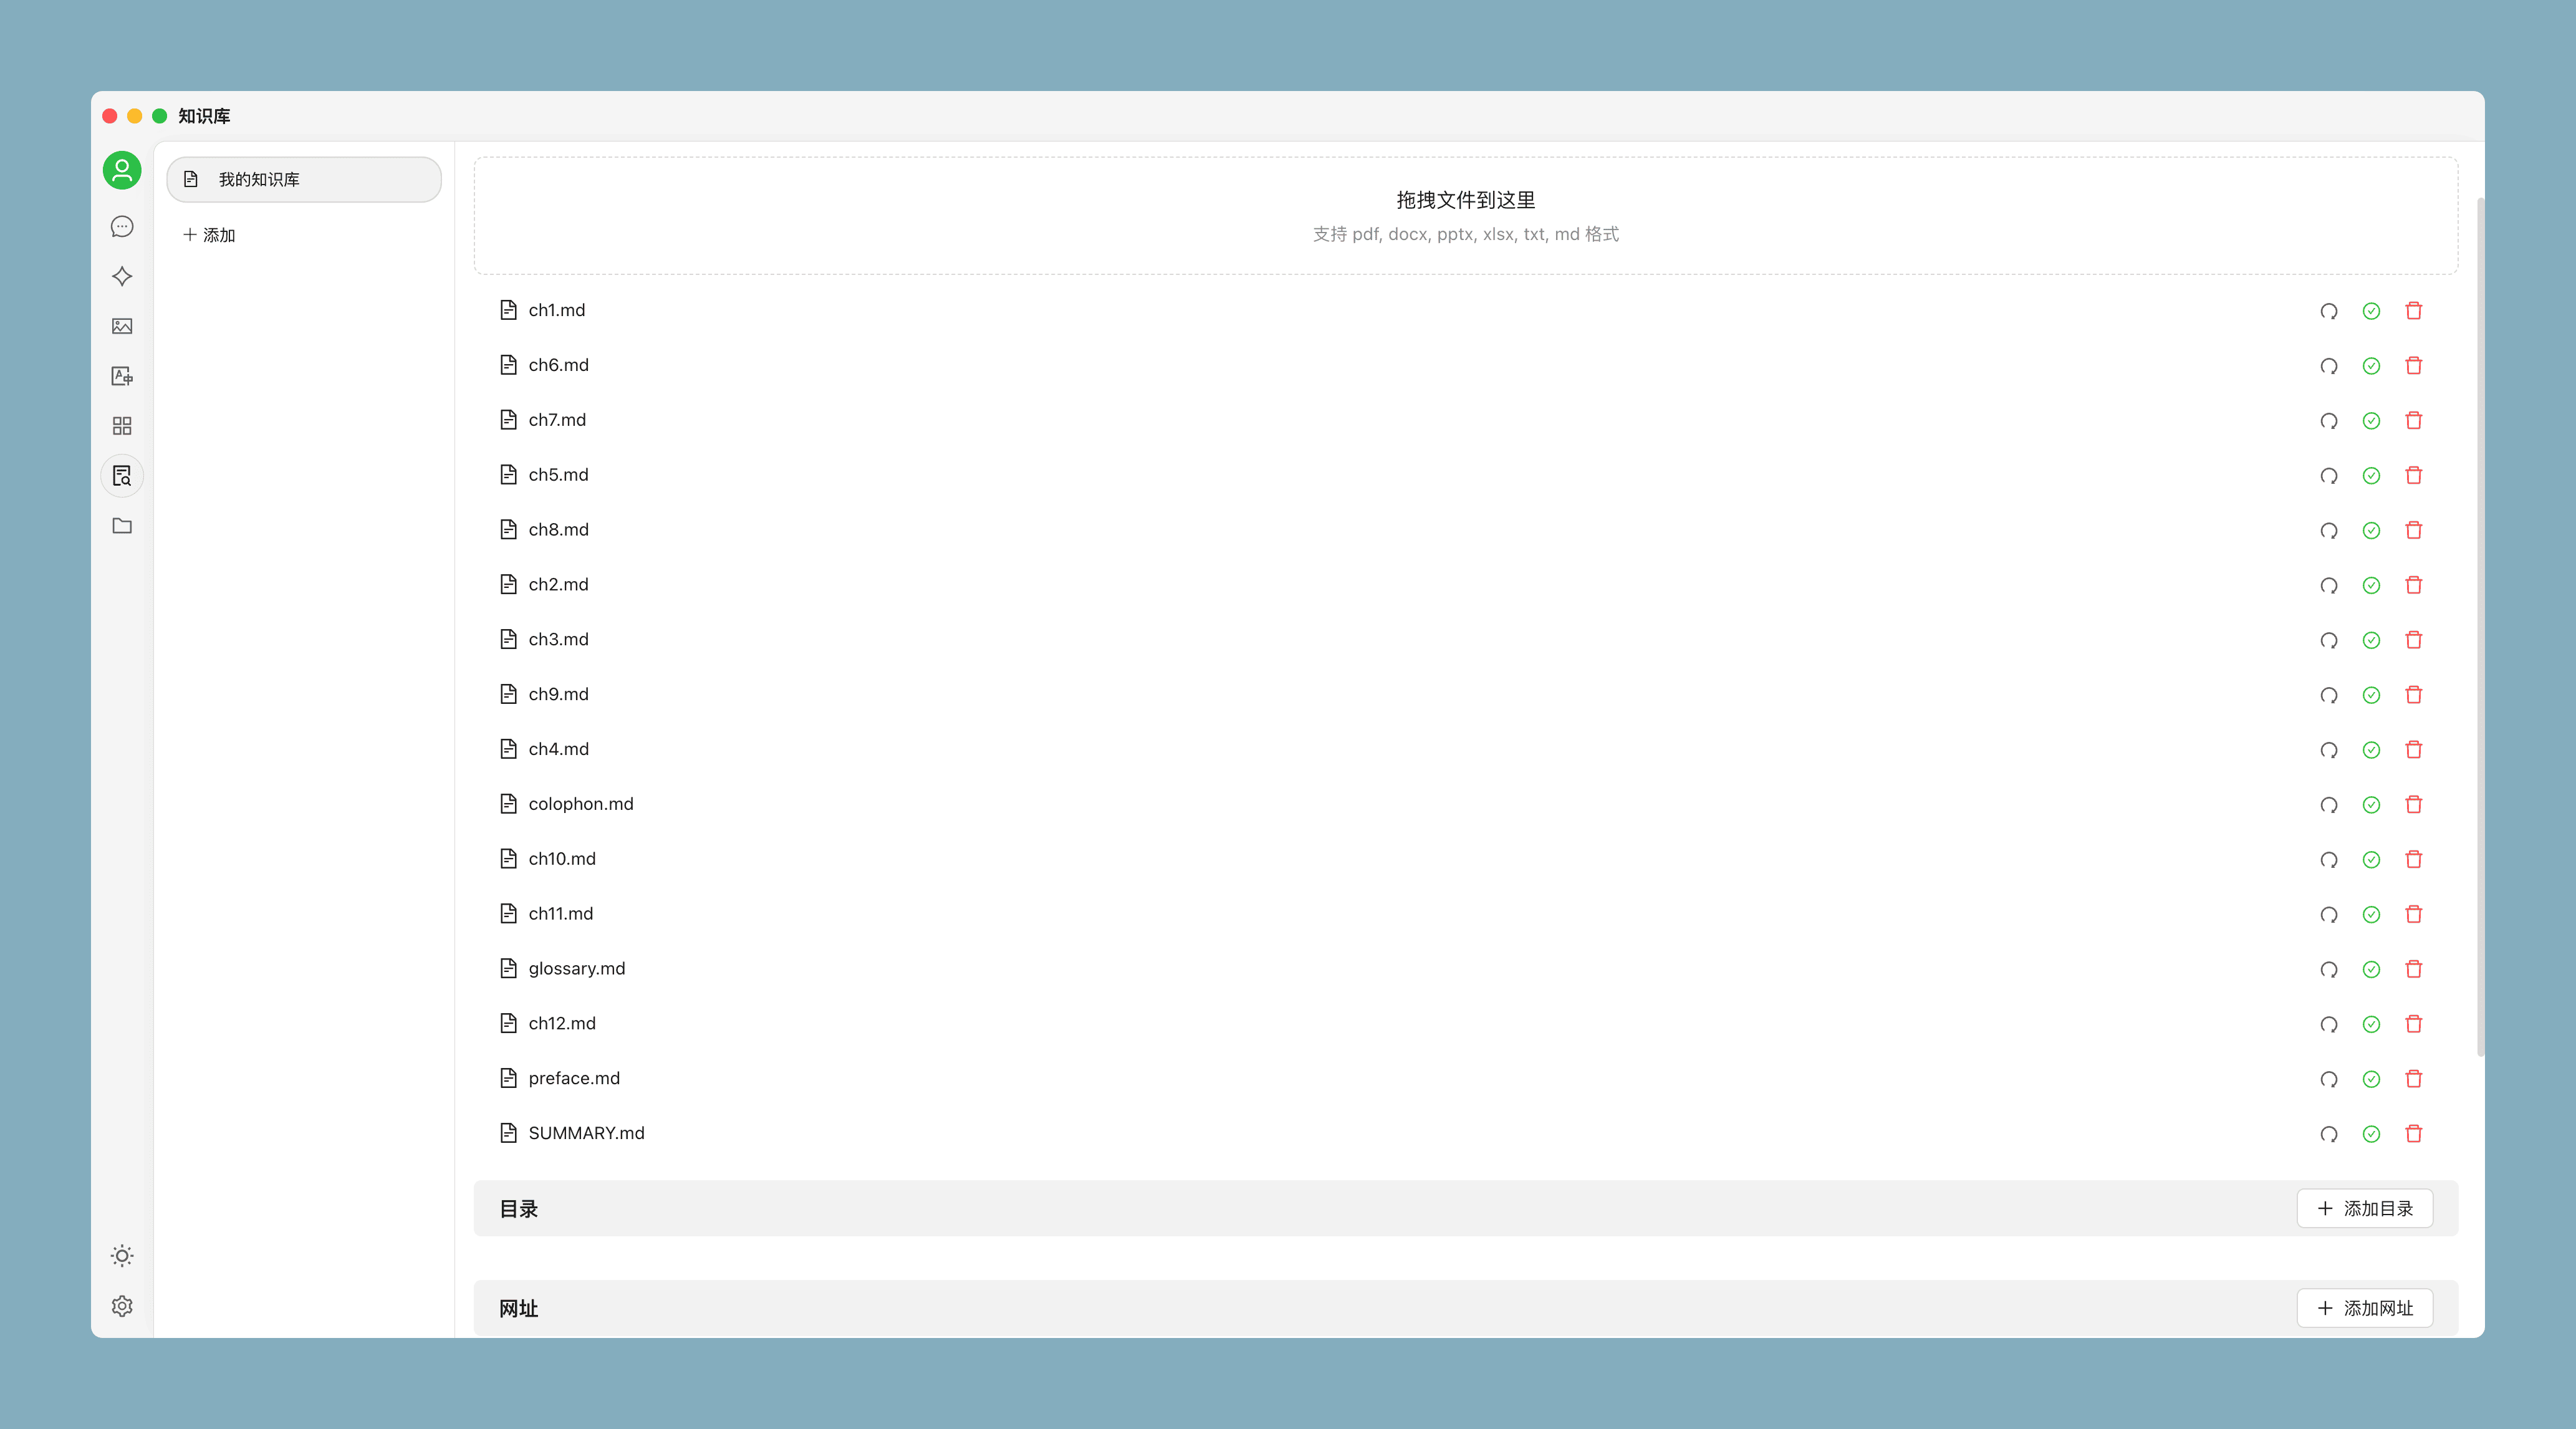 知识库
我的知识库
添加
拖拽文件到这里
支持 pdf, docx, pptx, xlsx, txt, md 格式
ch1.md
ch6.md
ch7.md
ch5.md
ch8.md
ch2.md
ch3.md
ch9.md
ch4.md
colophon.md
ch10.md
ch11.md
glossary.md
ch12.md
preface.md
SUMMARY.md
目录
添加目录
网址
添加网址